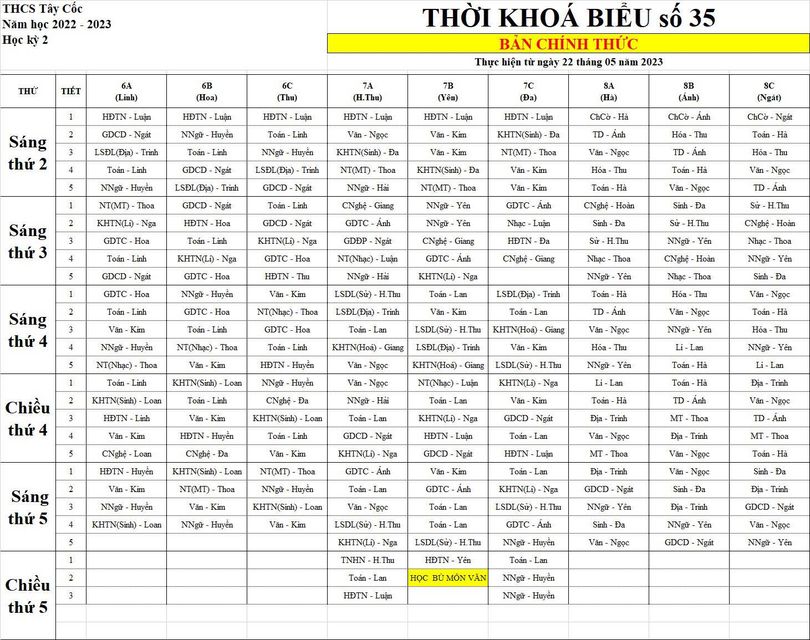 THCS Tây Cốc
Năm học 2022 - 2023
Học kỳ 2
THỜI KHOÁ BIỂU số 35
BẢN CHÍNH THỨC
Thực hiện từ ngày 22 tháng 05 năm 2023
THỨ TIẾT 6A 6B 6C 7A 7B 7C 8A 8B 8C
(Linh) (Hoa) (Thu) (H.Thu) (Yên) (Đa) (Hà) (Ánh) (Ngát)
Sáng thứ 2
1 HĐTN - Luận HĐTN - Luận HĐTN - Luận HĐTN - Luận HĐTN - Luận HĐTN - Luận ChCờ - Hà ChCờ - Ánh ChCờ - Ngát
2 GDCD - Ngát NNgữ - Huyền Toán - Linh Văn - Ngọc Văn - Kim KHTN(Sinh) - Đa TD - Ánh Hóa - Thu Toán - Hà
3 LSĐL(Địa) - Trinh Toán - Linh NNgữ - Huyền KHTN(Sinh) - Đa Văn - Kim NT(MT) - Thoa Văn - Ngọc TD - Ánh Hóa - Thu
4 Toán - Linh GDCD - Ngát LSĐL(Địa) - Trinh NT(MT) - Thoa KHTN(Sinh) - Đa Văn - Kim Hóa - Thu Toán - Hà Văn - Ngọc
5 NNgữ - Huyền LSĐL(Địa) - Trinh GDCD - Ngát NNgữ - Hải NT(MT) - Thoa Văn - Kim Toán - Hà Văn - Ngọc TD - Ánh
Sáng thứ 3
1 NT(MT) - Thoa GDCD - Ngát Toán - Linh CNghệ - Giang NNgữ - Yên GDTC - Ánh CNghệ - Hoàn Sinh - Đa Sử - H.Thu
2 KHTN(Lí) - Nga HĐTN - Hoa GDCD - Ngát GDTC - Ánh NNgữ - Yên Nhạc - Luận Sinh - Đa Sử - H.Thu CNghệ - Hoàn
3 GDTC - Hoa Toán - Linh KHTN(Lí) - Nga GDĐP - Ngát CNghệ - Giang HĐTN - Đa Sử - H.Thu NNgữ - Yên Nhạc - Thoa
4 Toán - Linh KHTN(Lí) - Nga GDTC - Hoa NT(Nhạc) - Luận GDTC - Ánh CNghệ - Giang Nhạc - Thoa CNghệ - Hoàn NNgữ - Yên
5 GDCD - Ngát GDTC - Hoa HĐTN - Thu NNgữ - Hải KHTN(Lí) - Nga NNgữ - Yên Nhạc - Thoa Sinh - Đa
Sáng thứ 4
1 GDTC - Hoa NNgữ - Huyền Văn - Kim LSDL(Sử) - H.Thu Toán - Lan LSĐL(Địa) - Trinh Toán - Hà Hóa - Thu Văn - Ngọc
2 Toán - Linh GDTC - Hoa NT(Nhạc) - Thoa LSĐL(Địa) - Trinh Văn - Kim Toán - Lan TD - Ánh Văn - Ngọc Toán - Hà
3 Văn - Kim Toán - Linh GDTC - Hoa Toán - Lan LSDL(Sử) - H.Thu KHTN(Hoá) - Giang Văn - Ngọc NNgữ - Yên Hóa - Thu
4 NNgữ - Huyền NT(Nhạc) - Thoa Toán - Linh KHTN(Hoá) - Giang LSĐL(Địa) - Trinh Văn - Kim Hóa - Thu Lí - Lan NNgữ - Yên
5 NT(Nhạc) - Thoa Văn - Kim HĐTN - Huyền Văn - Ngọc KHTN(Hoá) - Giang LSDL(Sử) - H.Thu NNgữ - Yên Toán - Hà Lí - Lan
Chiều thứ 4
1 Toán - Linh KHTN(Sinh) - Loan NNgữ - Huyền Văn - Ngọc NT(Nhạc) - Luận KHTN(Lí) - Nga Lí - Lan Toán - Hà Địa - Trinh
2 KHTN(Sinh) - Loan Toán - Linh CNghệ - Đa NNgữ - Hải Toán - Lan Văn - Kim Toán - Hà TD - Ánh Văn - Ngọc
3 HĐTN - Linh Văn - Kim KHTN(Sinh) - Loan Toán - Lan KHTN(Lí) - Nga GDCD - Ngát Địa - Trinh MT - Thoa TD - Ánh
4 Văn - Kim HĐTN - Huyền Toán - Linh GDCD - Ngát HĐTN - Luận Toán - Lan Văn - Ngọc Địa - Trinh MT - Thoa
5 CNghệ - Loan CNghệ - Đa Văn - Kim KHTN(Lí) - Nga GDCD - Ngát HĐTN - Luận MT - Thoa Văn - Ngọc Toán - Hà
Sáng thứ 5
1 HĐTN - Huyền KHTN(Sinh) - Loan NT(MT) - Thoa GDTC - Ánh Văn - Kim Toán - Lan Địa - Trinh Sinh - Đa Văn - Ngọc
2 Văn - Kim NT(MT) - Thoa NNgữ - Huyền Toán - Lan GDTC - Ánh KHTN(Lí) - Nga GDCD - Ngát Sinh - Đa Địa - Trinh
3 NNgữ - Huyền Văn - Kim KHTN(Sinh) - Loan Văn - Ngọc Toán - Lan GDTC - Ánh NNgữ - Yên Địa - Trinh GDCD - Ngát
4 KHTN(Sinh) - Loan NNgữ - Huyền Văn - Kim LSDL(Sử) - H.Thu Toán - Lan GDTC - Ánh Sinh - Đa NNgữ - Yên Văn - Ngọc
5 KHTN(Lí) - Nga LSDL(Sử) - H.Thu NNgữ - Huyền Văn - Ngọc GDCD - Ngát NNgữ - Yên
Chiều thứ 5
1 TNHN - H.Thu HĐTN - Yên Toán - Lan
2 Toán - Lan HỌC BÙ MÔN VĂN NNgữ - Huyền
3 HĐTN - Luận NNgữ - Huyền